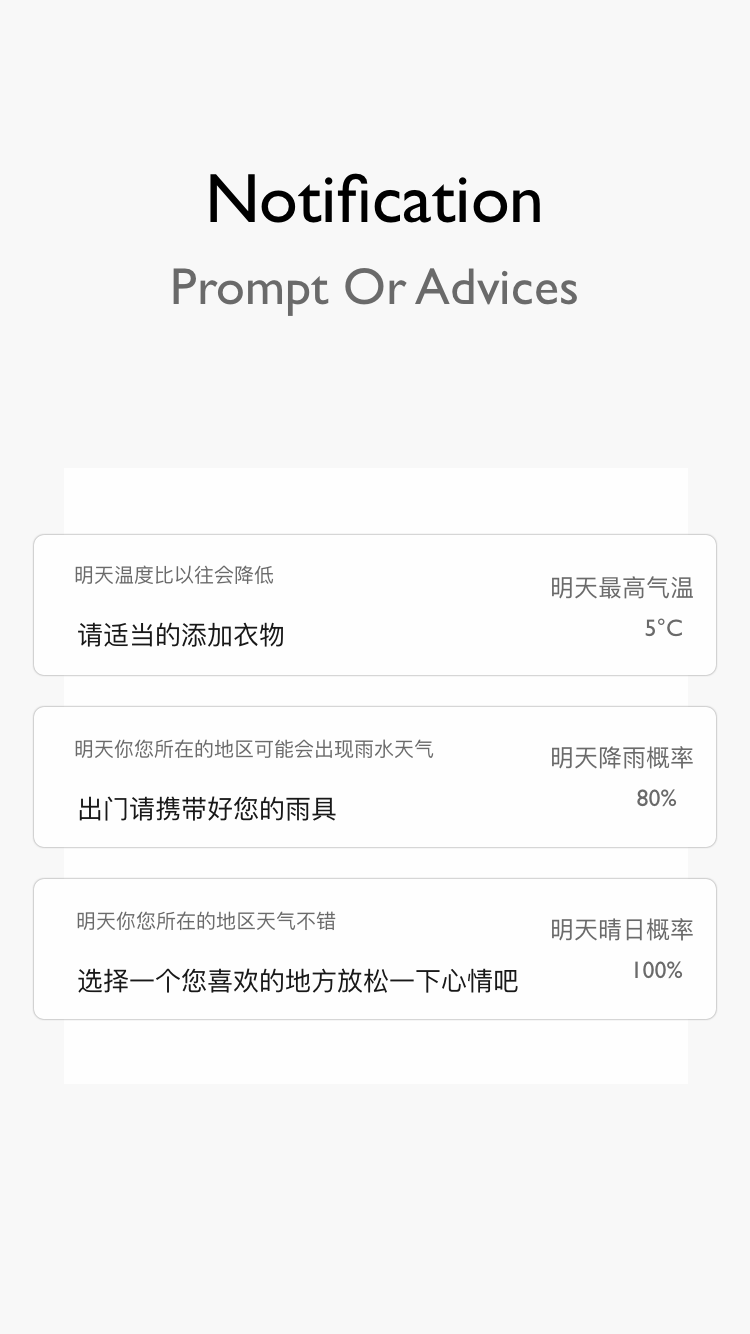 Notification
Prompt Or Advices
明天温度比以往会降低
请适当的添加衣物
明天最高气温
5°C
明天你您所在的地区可能会出现雨水天气
出门请携带好您的雨具
明天降雨概率
80%
明天你您所在的地区天气不错
选择一个您喜欢的地方放松一下心情吧
明天晴日概率
100%